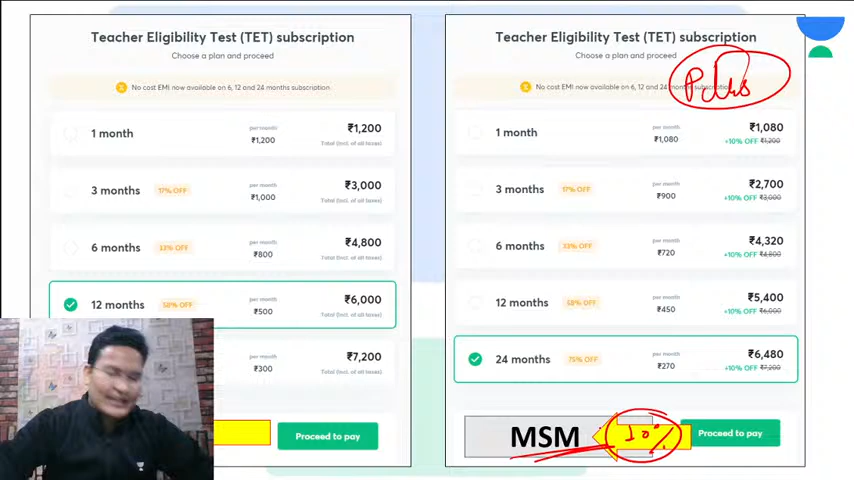 Teacher Eligibility Test (TET) subscription
Choose a plan and proceed
No cost EMI now available on 6, 12 and 24 months subscription.
1 month
per month
₹1,200
₹1,200
Total (Incl. of all taxes)
3 months
17% OFF
per month
₹1,000
₹3,000
Total (Incl. of all taxes)
6 months
33% OFF
per month
₹800
₹4,800
Total (Incl. of all taxes)
12 months
58% OFF
per month
₹500
₹6,000
Total (Incl. of all taxes)
per month
₹300
₹7,200
Total (Incl. of all taxes)
Proceed to pay
Teacher Eligibility Test (TET) subscription
Choose a plan and proceed
No cost EMI now available on 6, 12 and 24 months subscription.
1 month
per month
₹1,080
₹1,080
+10% OFF ₹1,200
3 months
17% OFF
per month
₹900
₹2,700
+10% OFF ₹3,000
6 months
33% OFF
per month
₹720
₹4,320
+10% OFF ₹4,800
12 months
58% OFF
per month
₹450
₹5,400
+10% OFF ₹6,000
24 months
75% OFF
per month
₹270
₹6,480
+10% OFF ₹7,200
MSM
10%
Proceed to pay